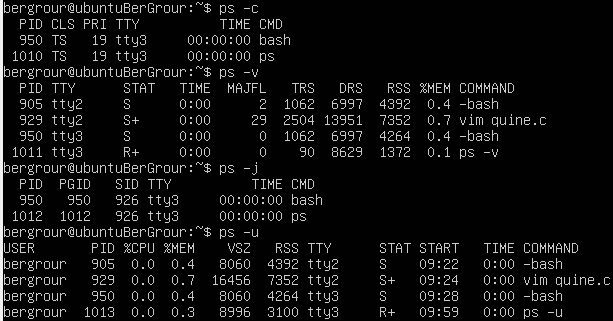 bergrour@ubuntuBerGrour:~$ ps -c
PID CLS PRI TTY TIME CMD
950 TS 19 tty3 00:00:00 bash
1010 TS 19 tty3 00:00:00 ps
bergrour@ubuntuBerGrour:~$ ps -v
PID TTY STAT TIME MAJFL TRS DRS RSS %MEM COMMAND
905 tty2 S 0:00 2 1062 6997 4392 0.4 -bash
929 tty2 S+ 0:00 29 2504 13951 7352 0.7 vim quine.c
950 tty3 S 0:00 0 1062 6997 4264 0.4 -bash
1011 tty3 R+ 0:00 0 90 8629 1372 0.1 ps -v
bergrour@ubuntuBerGrour:~$ ps -j
PID PGID SID TTY TIME CMD
950 950 926 tty3 00:00:00 bash
1012 1012 926 tty3 00:00:00 ps
bergrour@ubuntuBerGrour:~$ ps -u
USER PID %CPU %MEM VSZ RSS TTY STAT START TIME COMMAND
bergrour 905 0.0 0.4 8060 4392 tty2 S 09:22 0:00 -bash
bergrour 929 0.0 0.7 16456 7352 tty2 S+ 09:24 0:00 vim quine.c
bergrour 950 0.0 0.4 8060 4264 tty3 S 09:28 0:00 -bash
bergrour 1013 0.0 0.3 8996 3100 tty3 R+ 09:59 0:00 ps -u